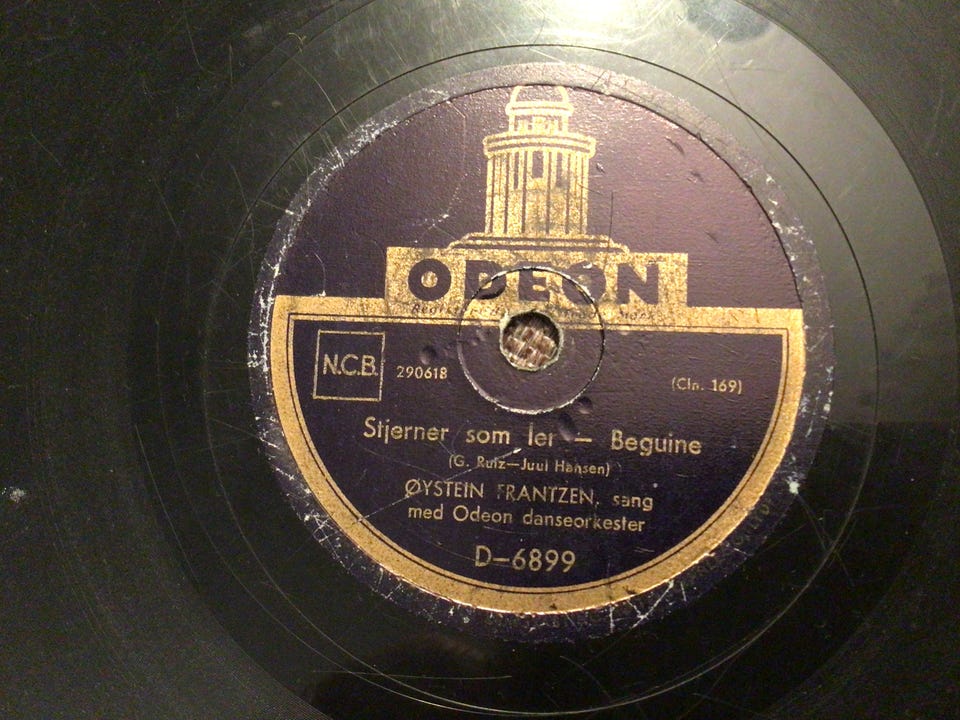 ODEON
N.C.B.
290618
(Cln. 169)
Stjerner som ler — Beguine
(G. Ruiz—Juul Hansen)
ØYSTEIN FRANTZEN, sang
med Odeon danseorkester
D—6899